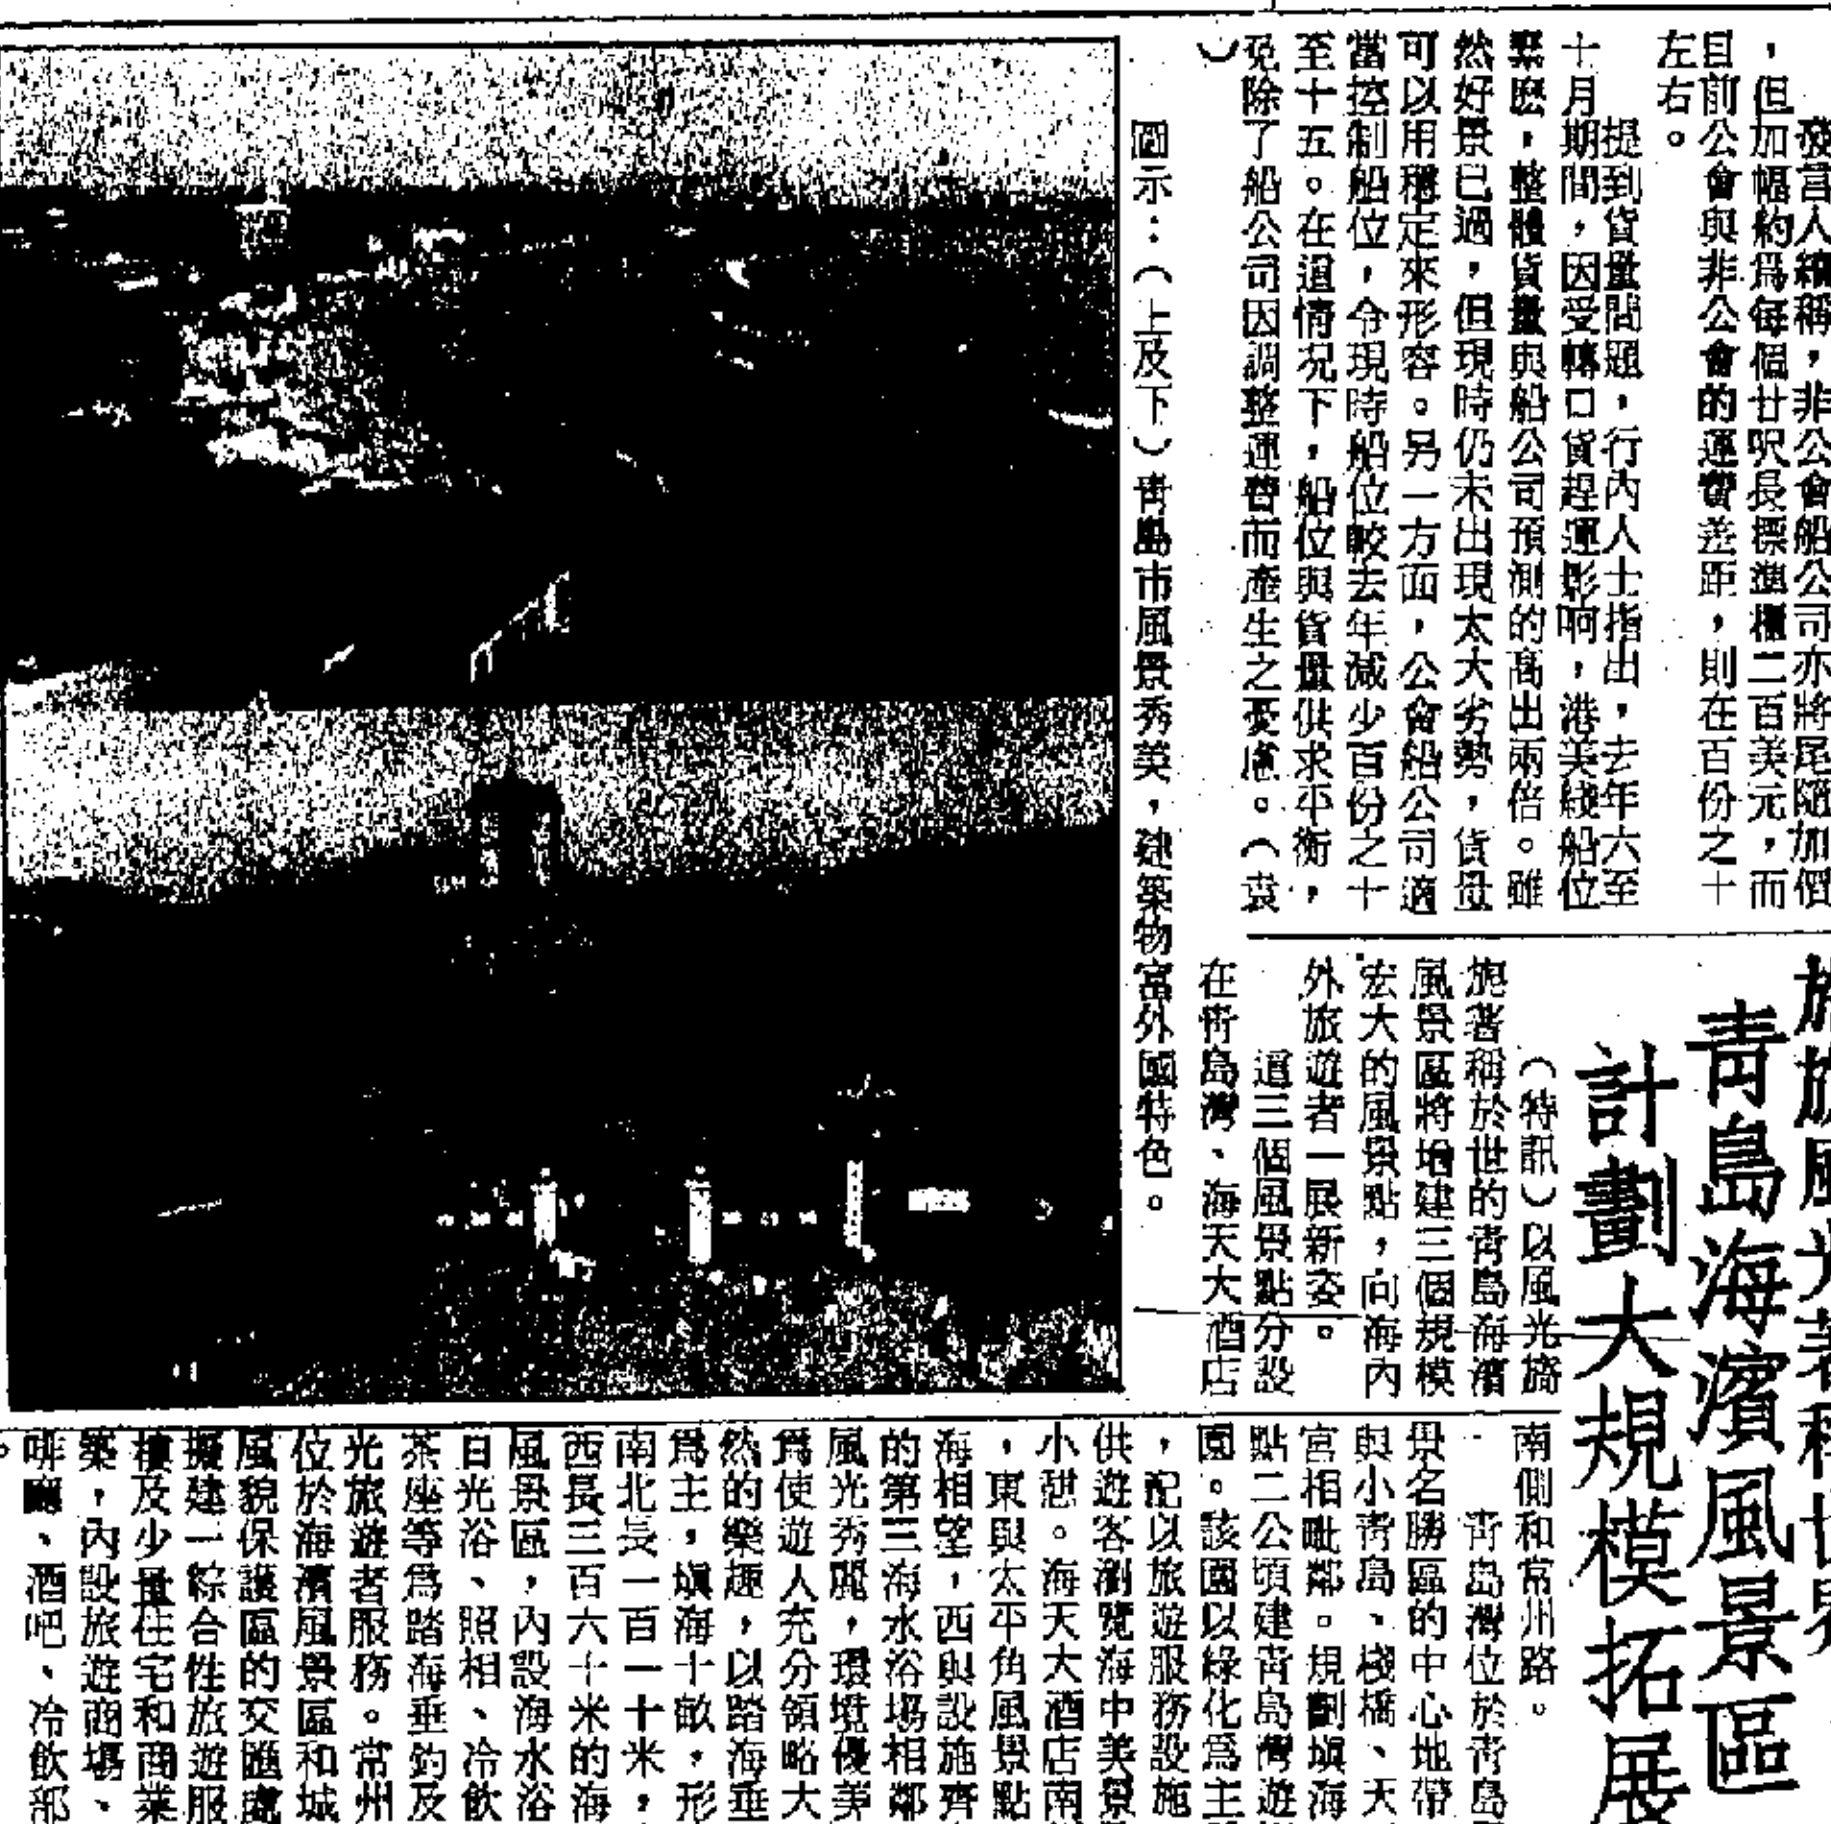 發言人續稱，非公會船公司亦將尾隨加價
，但加幅約為每個廿呎長標準櫃二百美元，而
目前公會與非公會的運費差距，則在百份之十
左右。
提到貨量問題，行內人士指出，去年六至
十月期間，因受轉口貨趕運影响，港美綫船位
緊壓，整體貨量與船公司預測的高出兩倍。雖
然好景已過，但現時仍未出現太大劣勢，貨量
可以用穩定來形容。另一方面，公會船公司適
當控制船位，令現時船位較去年減少百份之十
至十五。在這情況下，船位與貨量供求平衡，
免除了船公司因調整運費而產生之憂慮。（袁
）
圖示：（上及下）青島市風景秀美，建築物富外國特色。
青島海濱風景區
計劃大規模拓展
（特訊）以風光旖
旎著稱於世的青島海濱
風景區將增建三個規模
宏大的風景點，向海內
外旅遊者一展新姿。
這三個風景點分設
在青島灣、海天大酒店
南側和常州路。
青島灣位於青島
景名勝區的中心地帶
與小青島、棧橋、天
宮相毗鄰。規劃填海
點二公頃建青島灣遊
園。該園以綠化為主
，配以旅遊服務設施
供遊客瀏覽海中美景
小憩。海天大酒店南
，東與太平角風景點
海相望，西與設施齊
的第三海水浴場相鄰
風光秀麗，環境優美
為使遊人充分領略大
然的樂趣，以踏海垂
為主，填海十畝，形
南北長一百一十米，
西長三百六十米的海
風景區，內設海水浴
日光浴、照相、冷飲
茶座等為踏海垂釣及
光旅遊者服務。常州
位於海濱風景區和城
風貌保護區的交匯處
擬建一綜合性旅遊服
樓及少量住宅和商業
築，內設旅遊商場、
啡廳、酒吧、冷飲部
。